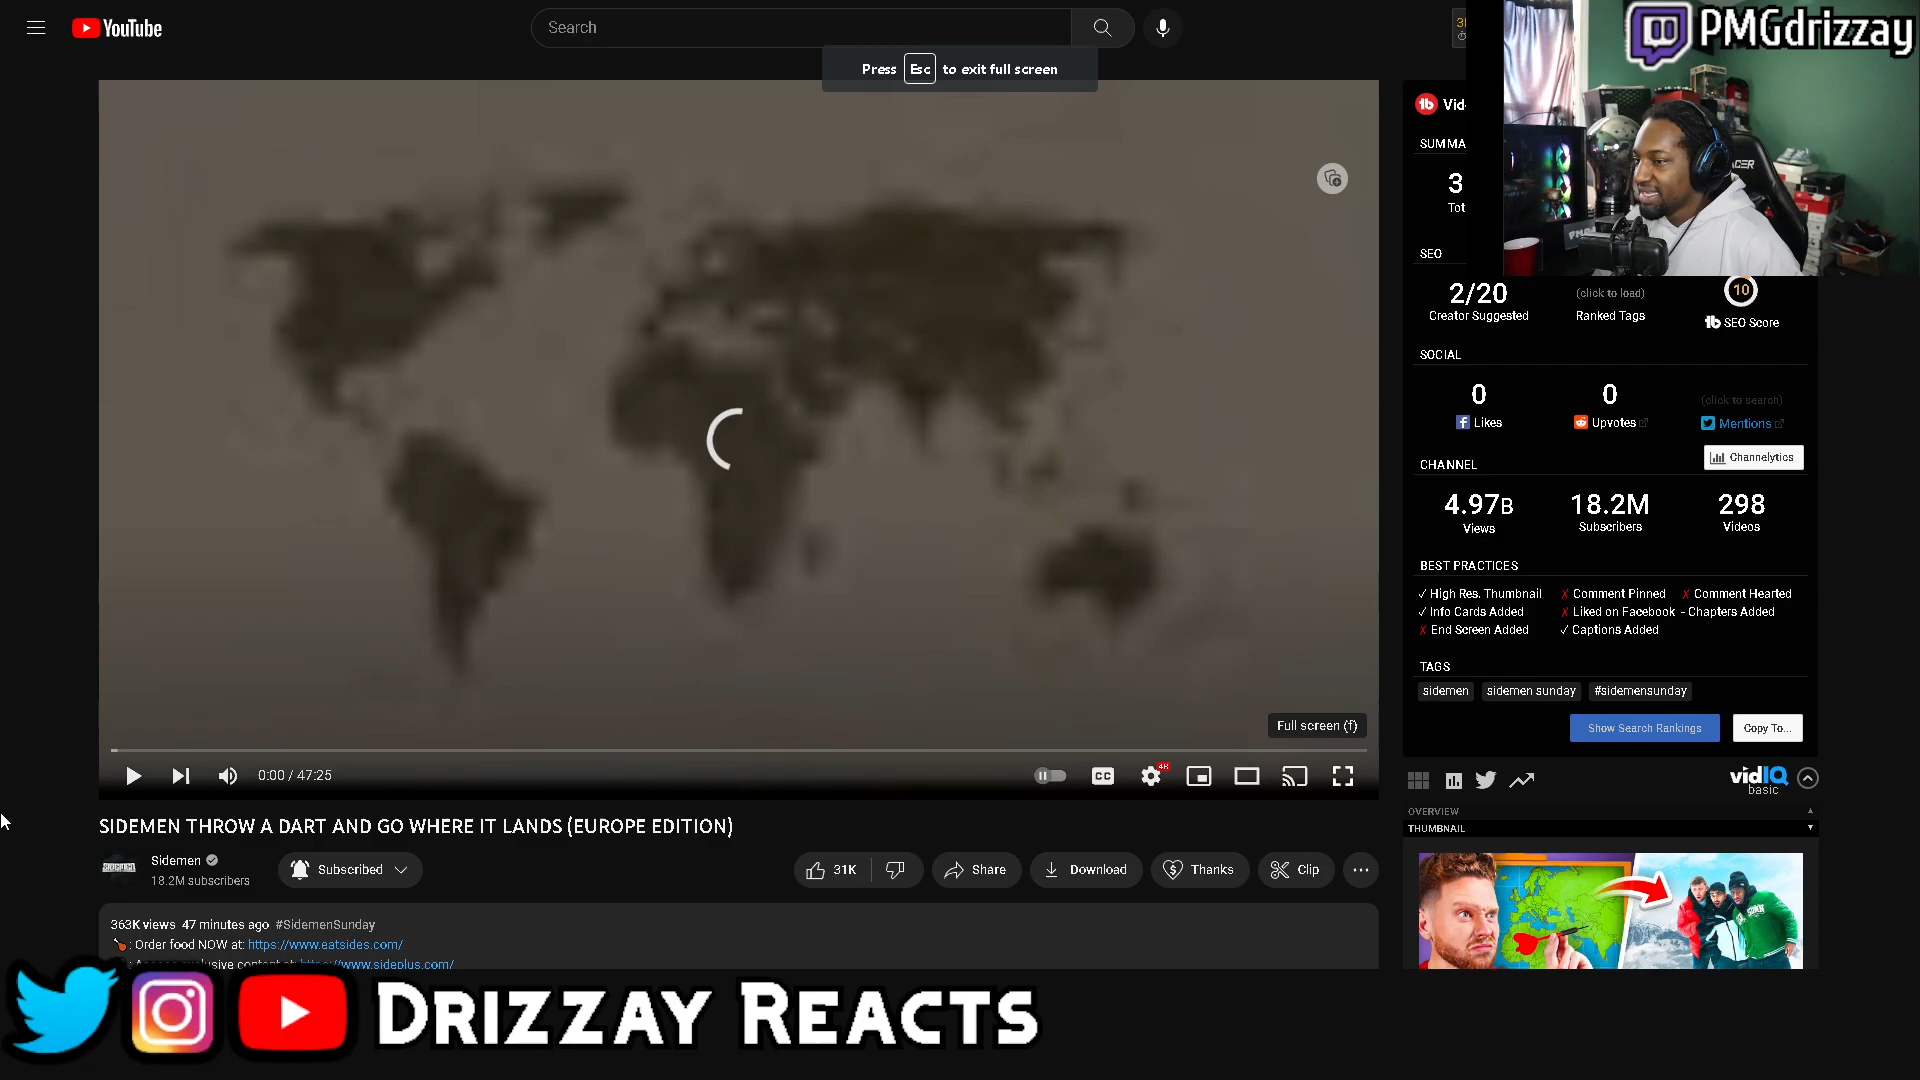 YouTube
Search
Press Esc to exit full screen
PMGdrizzay
SUMMA
3
Tot
SEO
2/20
Creator Suggested
(click to load)
Ranked Tags
10
SEO Score
SOCIAL
0
Likes
0
Upvotes
(click to search)
Mentions
Channelytics
CHANNEL
4.97B
Views
18.2M
Subscribers
298
Videos
BEST PRACTICES
✓ High Res. Thumbnail
✗ Comment Pinned
✗ Comment Hearted
✓ Info Cards Added
✗ Liked on Facebook
- Chapters Added
✗ End Screen Added
✓ Captions Added
TAGS
sidemen
sidemen sunday
#sidemensunday
Show Search Rankings
Copy To...
Full screen (f)
0:00 / 47:25
CC
4K
vidIQ
basic
OVERVIEW
THUMBNAIL
SIDEMEN THROW A DART AND GO WHERE IT LANDS (EUROPE EDITION)
Sidemen
18.2M subscribers
Subscribed
31K
Share
Download
Thanks
Clip
363K views 47 minutes ago #SidemenSunday
: Order food NOW at: https://www.eatsides.com/
https://www.sideplus.com/
DRIZZAY REACTS